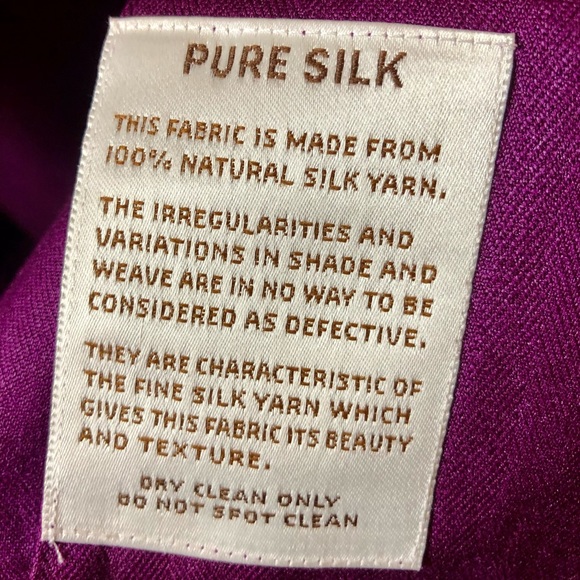 PURE SILK
THIS FABRIC IS MADE FROM
100% NATURAL SILK YARN.
THE IRREGULARITIES AND
VARIATIONS IN SHADE AND
WEAVE ARE IN NO WAY TO BE
CONSIDERED AS DEFECTIVE.
THEY ARE CHARACTERISTIC OF
THE FINE SILK YARN WHICH
GIVES THIS FABRIC ITS BEAUTY
AND TEXTURE.
DRY CLEAN ONLY
DO NOT SPOT CLEAN